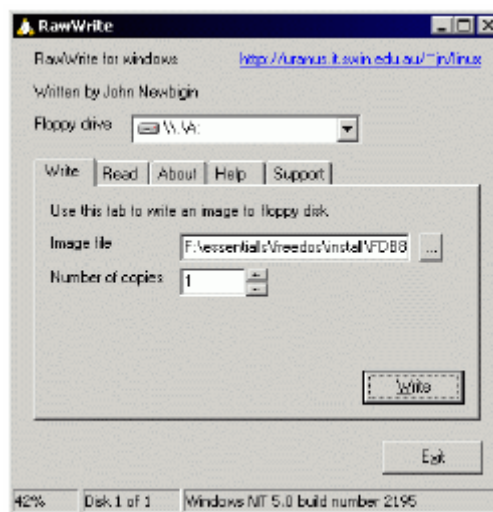 RawWrite
RawWrite for windows http://uranus.it.swin.edu.au/~jn/linux
Written by John Newbigin
Floppy drive \\.\A:
Write Read About Help Support
Use this tab to write an image to floppy disk
Image file F:\essentials\freedos\install\FDB8 ...
Number of copies 1
Write
Exit
42% Disk 1 of 1 Windows NT 5.0 build number 2195